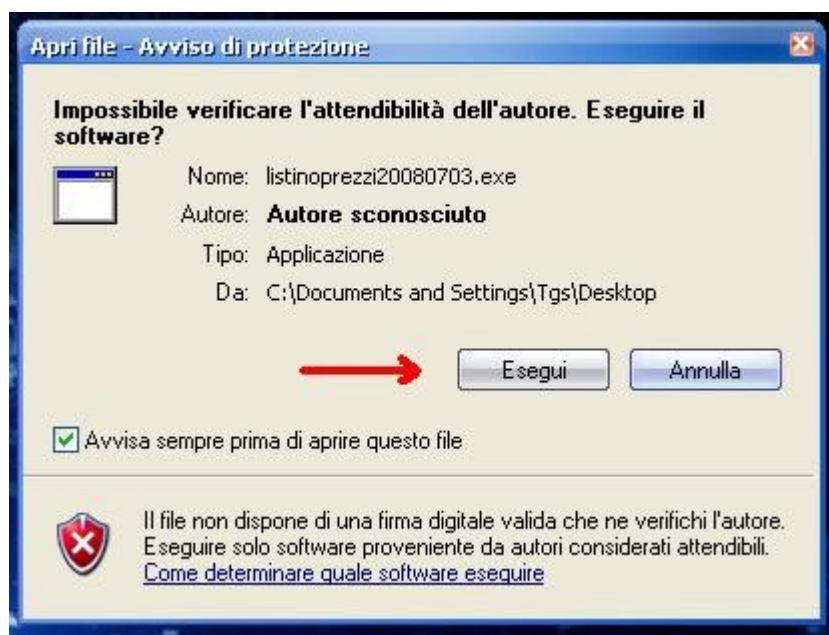 Apri file - Avviso di protezione
Impossibile verificare l'attendibilità dell'autore. Eseguire il
software?
Nome: listinoprezzi20080703.exe
Autore: Autore sconosciuto
Tipo: Applicazione
Da: C:\Documents and Settings\Tgs\Desktop
Esegui Annulla
Avvisa sempre prima di aprire questo file
Il file non dispone di una firma digitale valida che ne verifichi l'autore.
Eseguire solo software proveniente da autori considerati attendibili.
Come determinare quale software eseguire